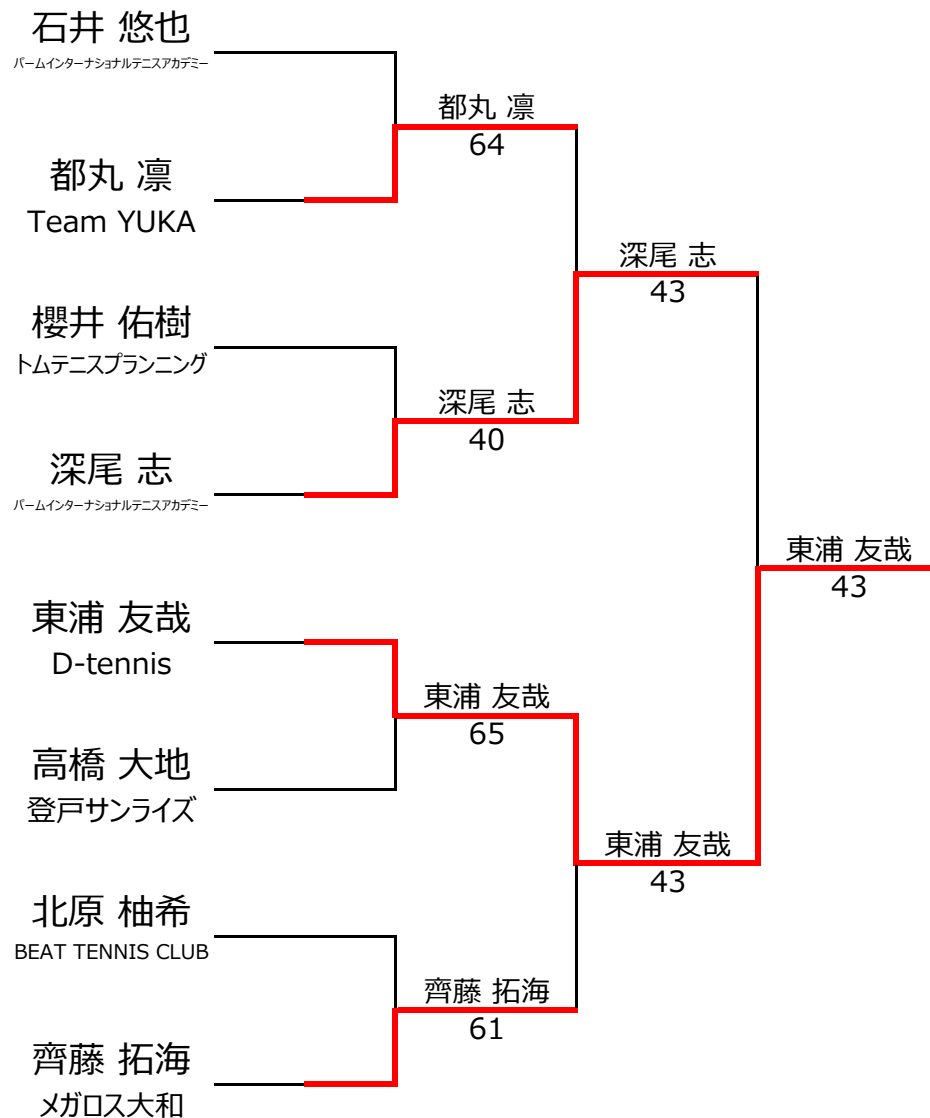 石井 悠也
パームインターナショナルテニスアカデミー
都丸 凛
64
都丸 凛
Team YUKA
深尾 志
43
櫻井 佑樹
トムテニスプランニング
深尾 志
40
深尾 志
パームインターナショナルテニスアカデミー
東浦 友哉
43
東浦 友哉
D-tennis
東浦 友哉
65
高橋 大地
登戸サンライズ
東浦 友哉
43
北原 柚希
BEAT TENNIS CLUB
齊藤 拓海
61
齊藤 拓海
メガロス大和